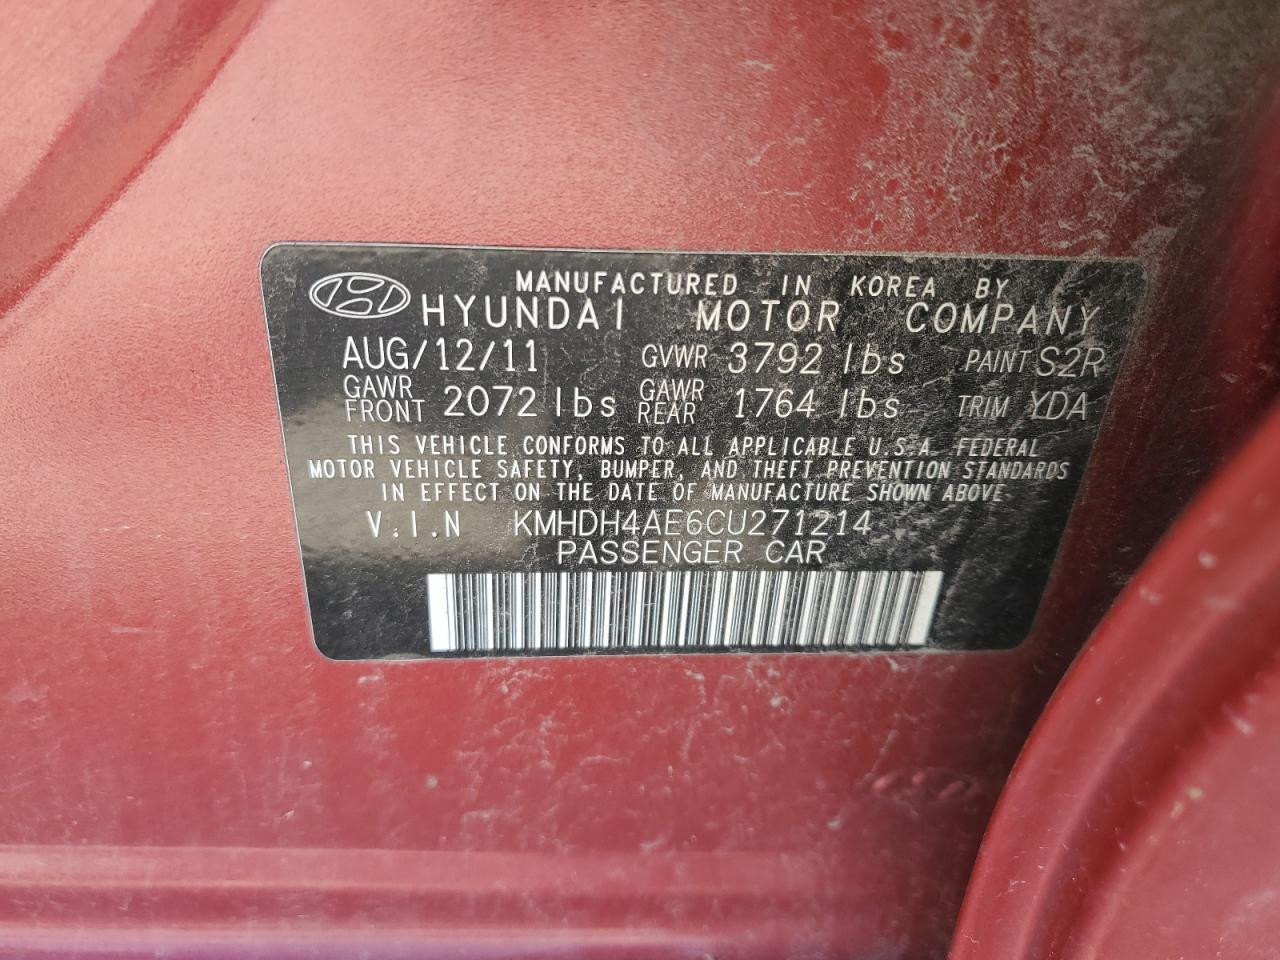 MANUFACTURED IN KOREA BY
HYUNDAI MOTOR COMPANY
AUG/12/11 GVWR 3792 lbs PAINT S2R
GAWR FRONT 2072 lbs GAWR REAR 1764 lbs TRIM YDA
THIS VEHICLE CONFORMS TO ALL APPLICABLE U.S.A. FEDERAL
MOTOR VEHICLE SAFETY, BUMPER, AND THEFT PREVENTION STANDARDS
IN EFFECT ON THE DATE OF MANUFACTURE SHOWN ABOVE
V.I.N KMHDH4AE6CU271214
PASSENGER CAR